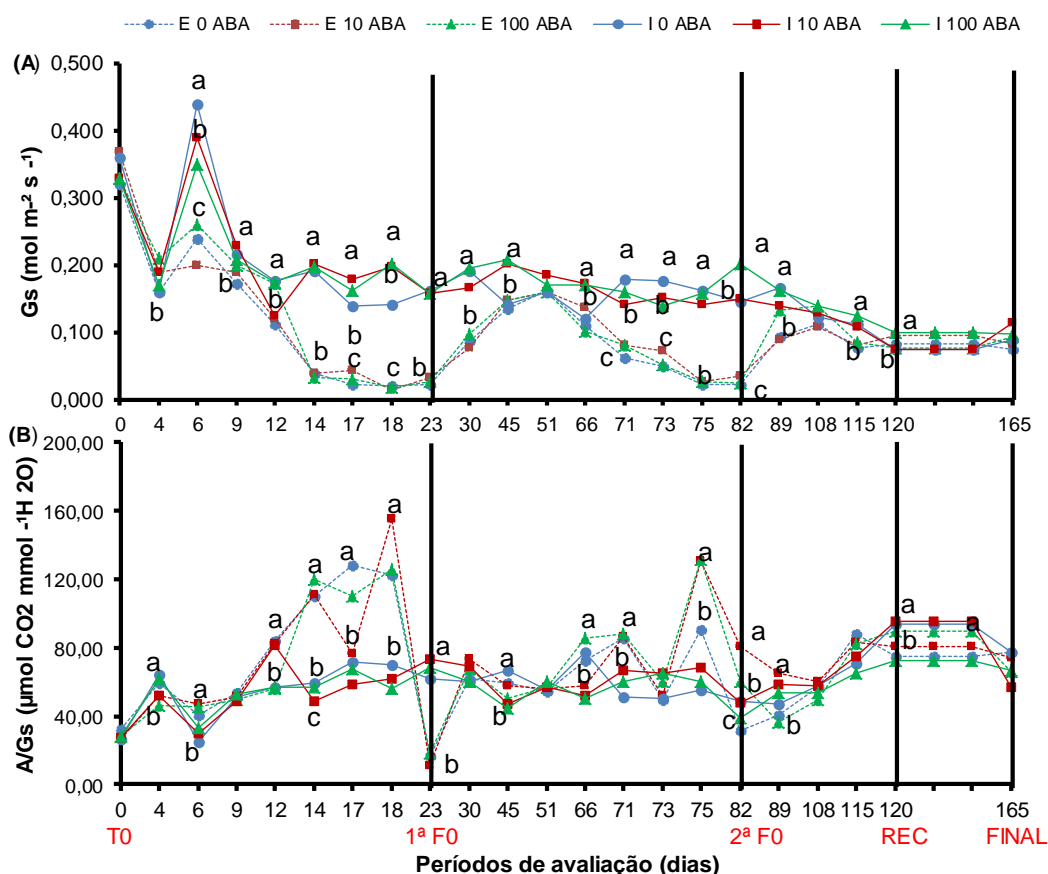 E 0 ABA E 10 ABA E 100 ABA I 0 ABA I 10 ABA I 100 ABA
(A)
Gs (mol m-² s -¹)
0,500
0,400
0,300
0,200
0,100
0,000
a
b
c
b
a
b
a
a
b
a
b
c
a
b
c
a
b
a
b
a
b
a
b
a
b
c
a
b
a
b
b
a
c
a
a
b
a
b
0 4 6 9 12 14 17 18 23 30 45 51 66 71 73 75 82 89 108 115 120 165
(B)
A/Gs (µmol CO2 mmol -¹H 2O)
200,00
160,00
120,00
80,00
40,00
0,00
a
b
a
b
a
b
a
b
c
a
b
a
b
a
b
a
b
a
b
a
b
a
b
a
b
c
a
b
a
b
a
0 4 6 9 12 14 17 18 23 30 45 51 66 71 73 75 82 89 108 115 120 165
T0 1ª F0 2ª F0 REC FINAL
Períodos de avaliação (dias)